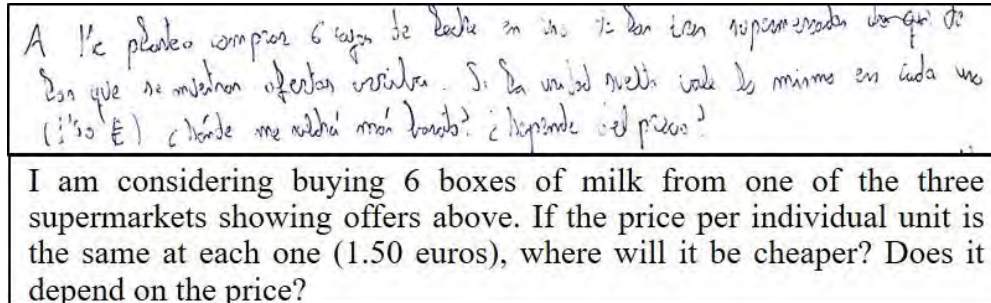 A Me planteo comprar 6 cajas de leche en uno de los tres supermercados de
los que se muestran ofertas arriba. Si la unidad suelta vale lo mismo en cada uno
(1'50 €) ¿dónde me saldrá más barato? ¿depende del precio?
I am considering buying 6 boxes of milk from one of the three
supermarkets showing offers above. If the price per individual unit is
the same at each one (1.50 euros), where will it be cheaper? Does it
depend on the price?